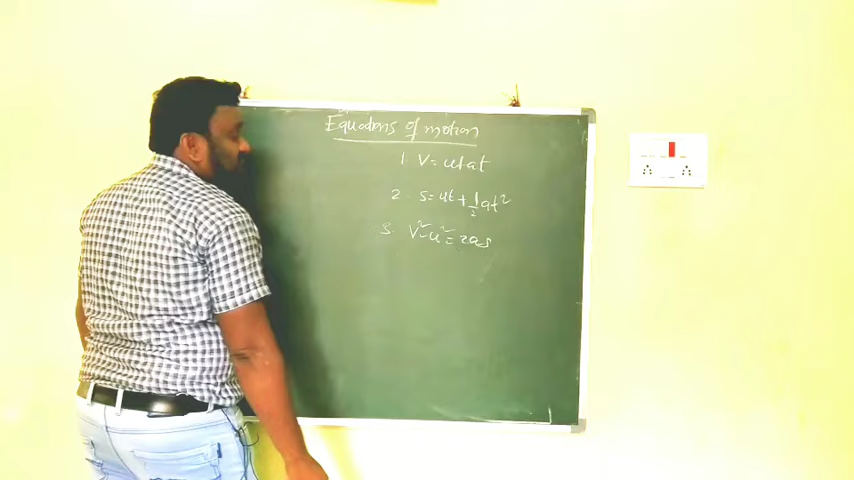 Equations of motion
1. V = u+at
2. S = ut + 1/2 at²
3. V² - u² = 2as